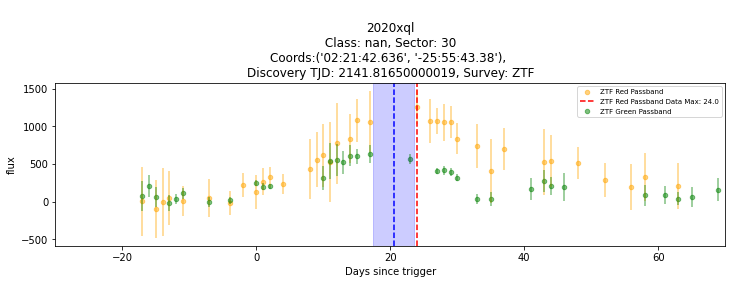 2020xql
Class: nan, Sector: 30
Coords:('02:21:42.636', '-25:55:43.38'),
Discovery TJD: 2141.81650000019, Survey: ZTF
1500
1000
500
0
−500
flux
ZTF Red Passband
ZTF Red Passband Data Max: 24.0
ZTF Green Passband
−20
0
20
40
60
Days since trigger